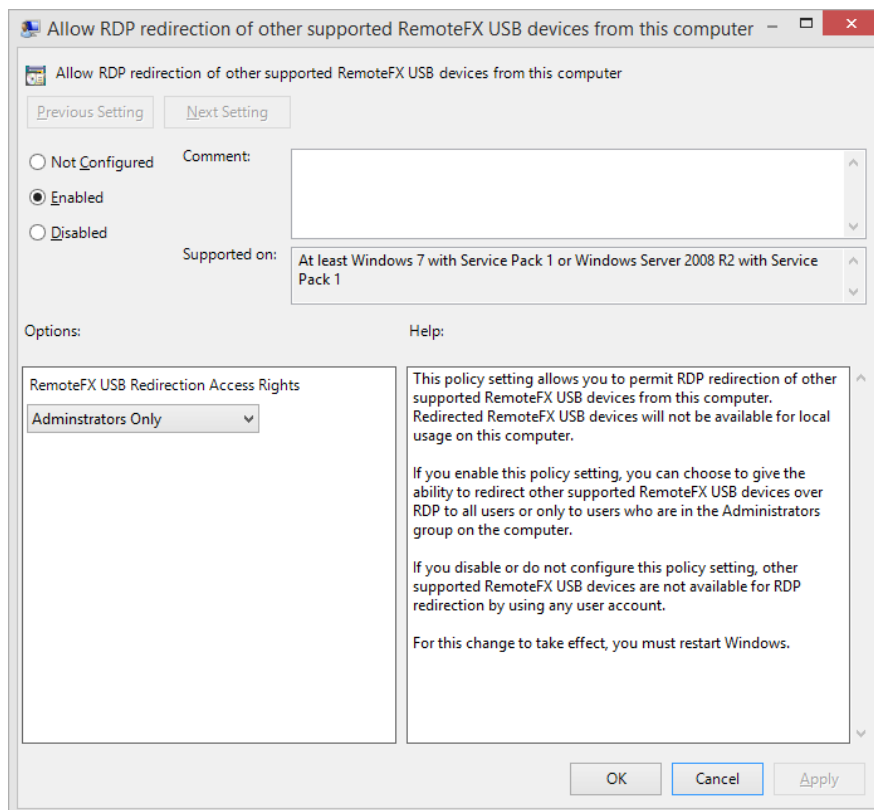 Allow RDP redirection of other supported RemoteFX USB devices from this computer
Allow RDP redirection of other supported RemoteFX USB devices from this computer
Previous Setting
Next Setting
Not Configured
Enabled
Disabled
Comment:
Supported on:
At least Windows 7 with Service Pack 1 or Windows Server 2008 R2 with Service
Pack 1
Options:
Help:
RemoteFX USB Redirection Access Rights
Adminstrators Only
This policy setting allows you to permit RDP redirection of other
supported RemoteFX USB devices from this computer.
Redirected RemoteFX USB devices will not be available for local
usage on this computer.
If you enable this policy setting, you can choose to give the
ability to redirect other supported RemoteFX USB devices over
RDP to all users or only to users who are in the Administrators
group on the computer.
If you disable or do not configure this policy setting, other
supported RemoteFX USB devices are not available for RDP
redirection by using any user account.
For this change to take effect, you must restart Windows.
OK
Cancel
Apply